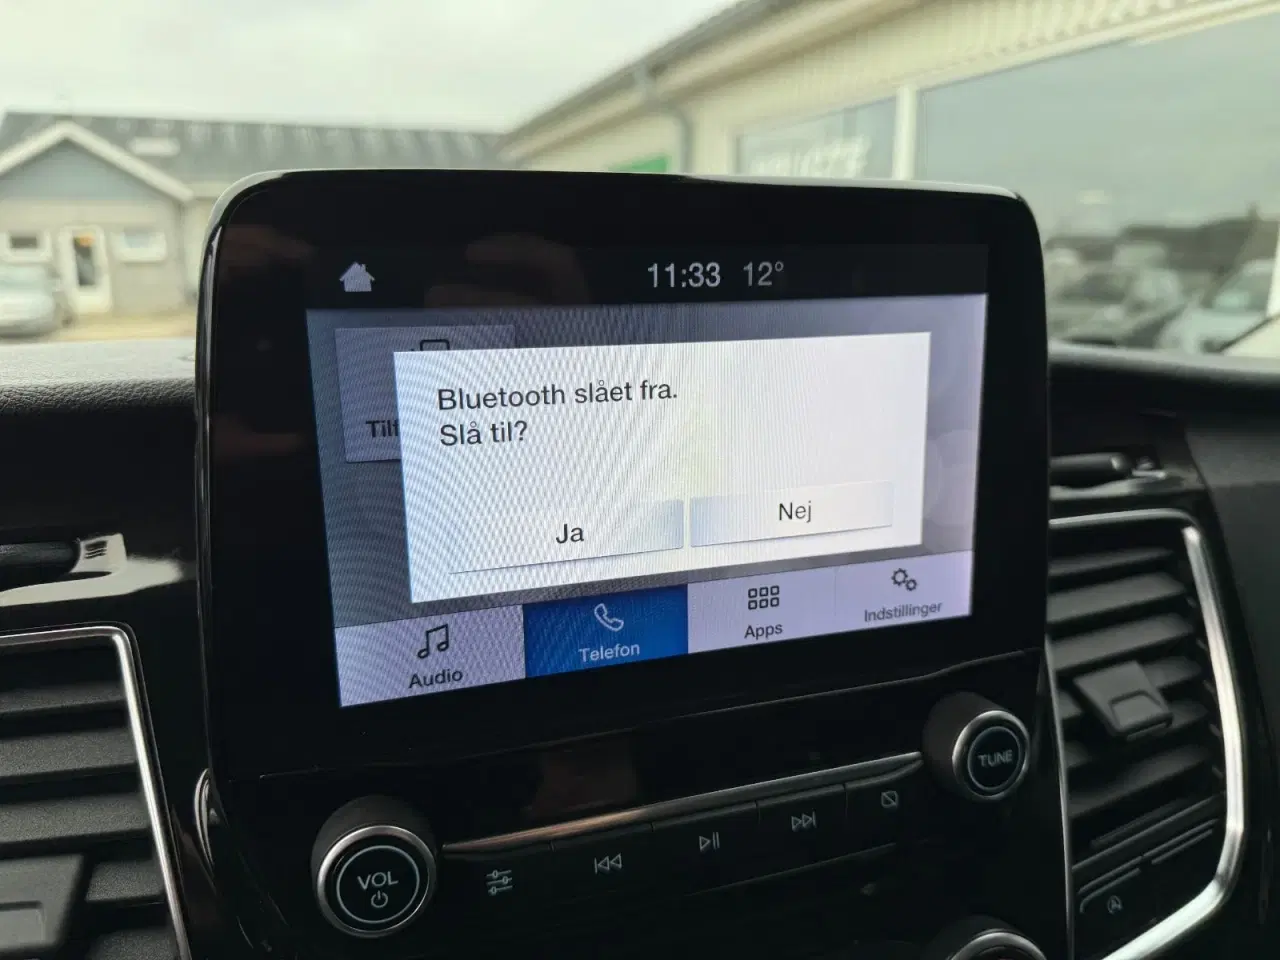 11:33 12°
Bluetooth slået fra.
Slå til?
Ja
Nej
Audio
Telefon
Apps
Indstillinger
TUNE
VOL